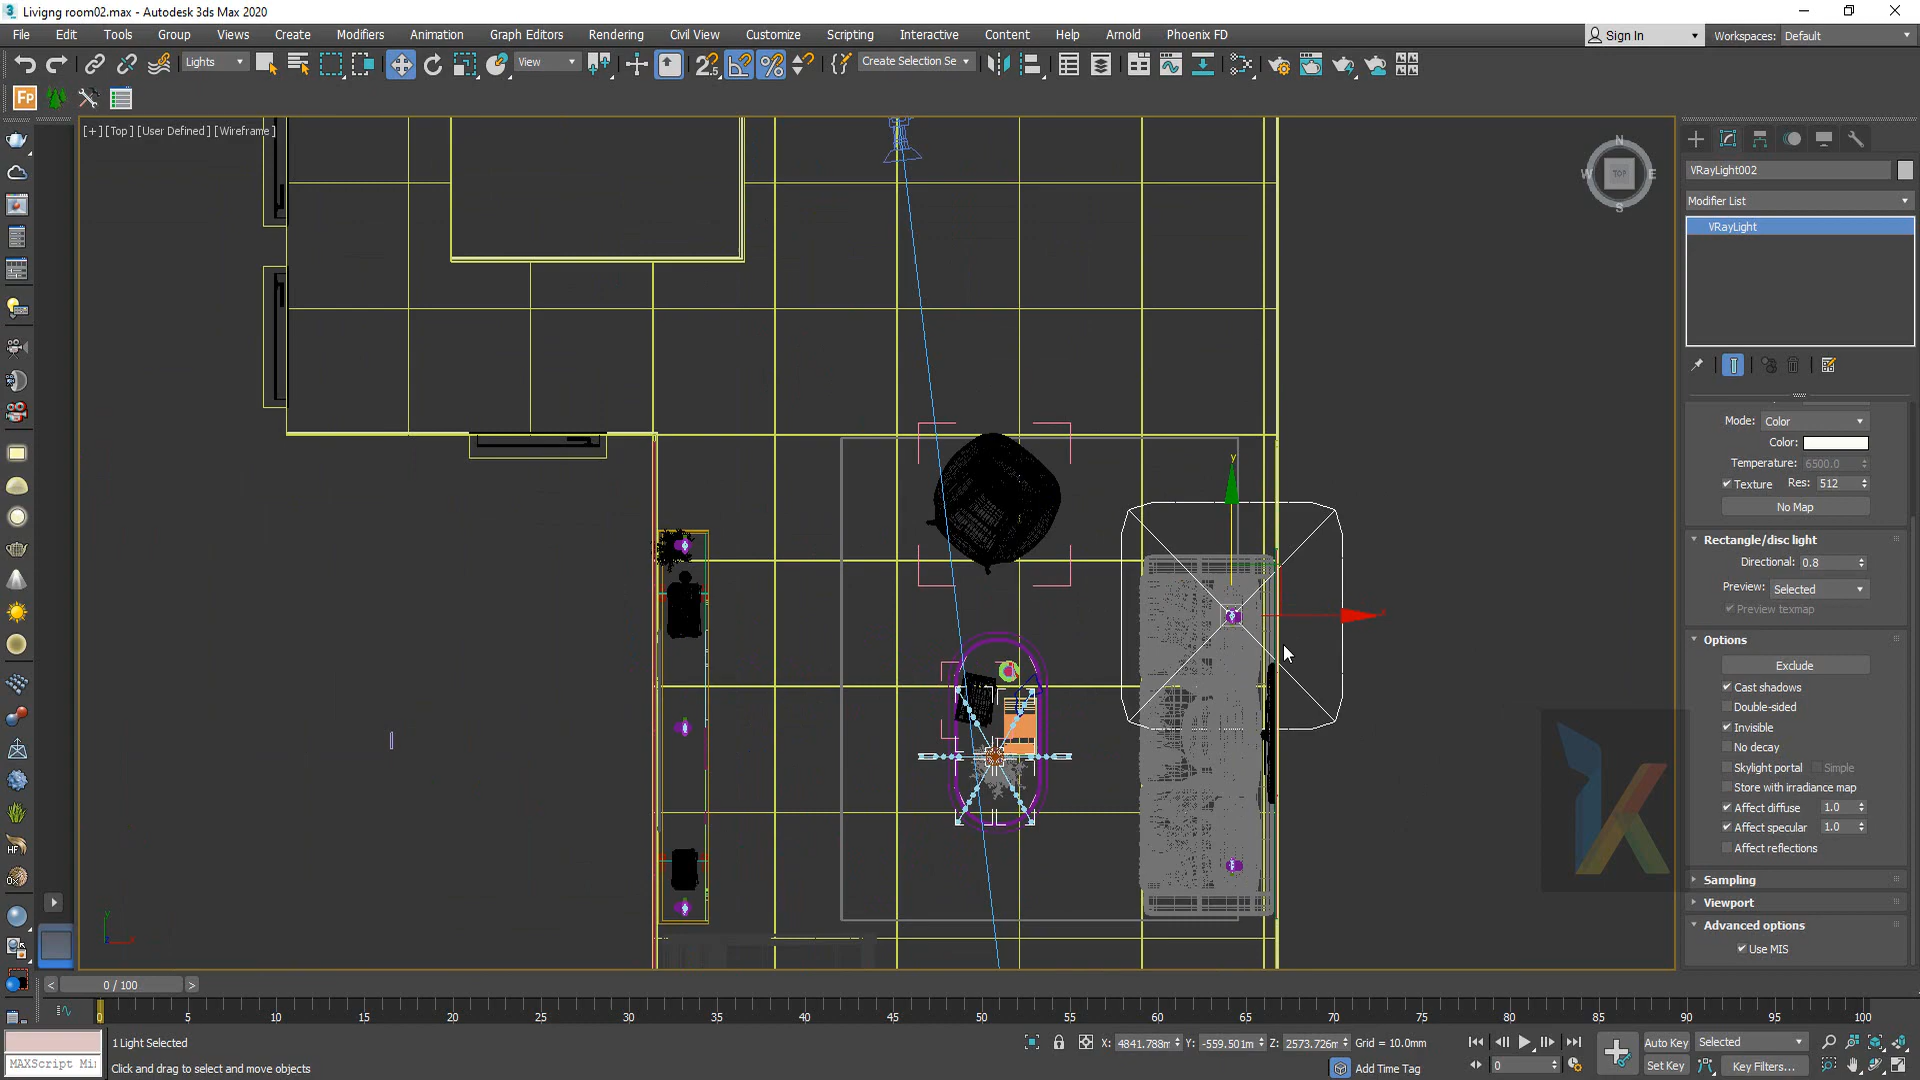 Livigng room02.max - Autodesk 3ds Max 2020
File Edit Tools Group Views Create Modifiers Animation Graph Editors Rendering Civil View Customize Scripting Interactive Content Help Arnold Phoenix FD
Sign In
Workspaces: Default
Lights
View
Create Selection Se
Fp
[+] [Top] [User Defined] [Wireframe]
N
W TOP E
S
VRayLight002
Modifier List
VRayLight
Mode: Color
Color:
Temperature: 6500.0
Texture Res: 512
No Map
Rectangle/disc light
Directional: 0.8
Preview: Selected
Preview texmap
Options
Exclude
Cast shadows
Double-sided
Invisible
No decay
Skylight portal Simple
Store with irradiance map
Affect diffuse 1.0
Affect specular 1.0
Affect reflections
Sampling
Viewport
Advanced options
Use MIS
y
HF
< 0 / 100 >
0 5 10 15 20 25 30 35 40 45 50 55 60 65 70 75 80 85 90 95 100
1 Light Selected
X: 4841.788m Y: -559.501m Z: 2573.726m Grid = 10.0mm
Auto Key Selected
MAXScript Mi
Click and drag to select and move objects
Add Time Tag
0
Set Key Key Filters...